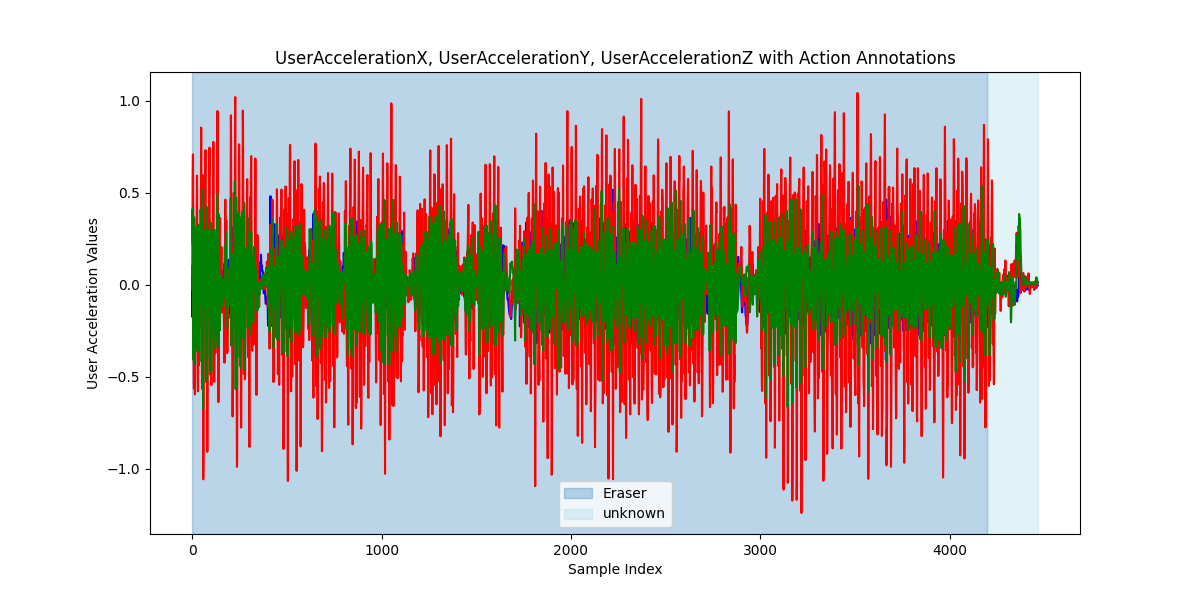 UserAccelerationX, UserAccelerationY, UserAccelerationZ with Action Annotations
1.0
0.5
0.0
−0.5
−1.0
User Acceleration Values
Eraser
unknown
0 1000 2000 3000 4000
Sample Index